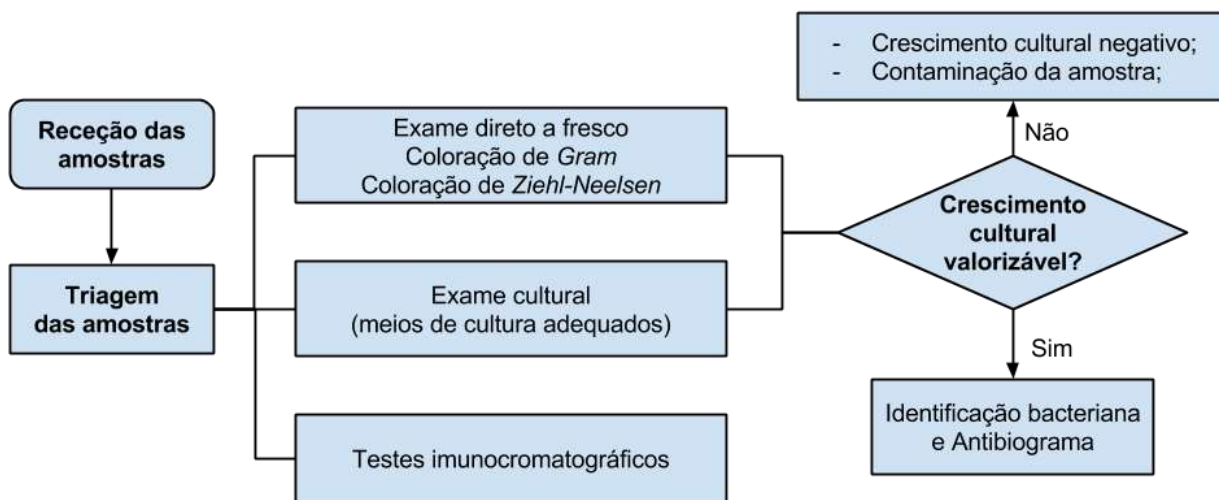 Receção das
amostras
Triagem
das amostras
Exame direto a fresco
Coloração de Gram
Coloração de Ziehl-Neelsen
Exame cultural
(meios de cultura adequados)
Testes imunocromatográficos
- Crescimento cultural negativo;
- Contaminação da amostra;
Não
Crescimento
cultural
valorizável?
Sim
Identificação bacteriana
e Antibiograma